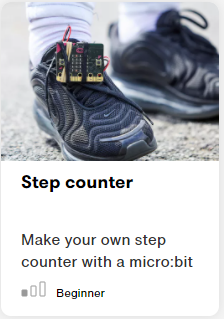 Step counter
Make your own step
counter with a micro:bit
Beginner